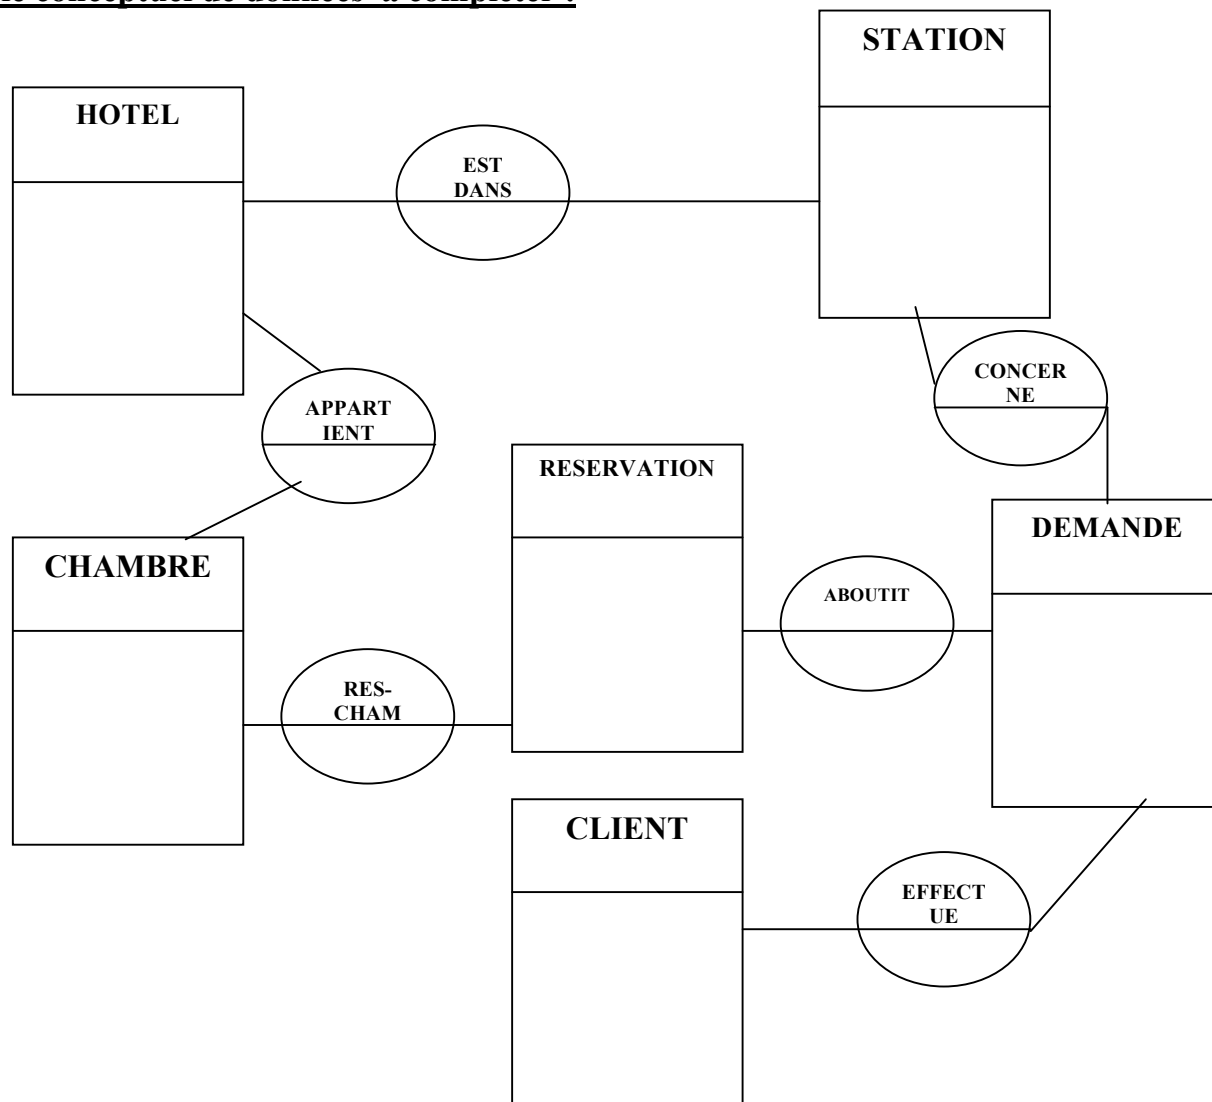 le conceptuel de données à compléter :
STATION
HOTEL
EST
DANS
CONCER
NE
APPART
IENT
RESERVATION
DEMANDE
CHAMBRE
ABOUTIT
RES-
CHAM
CLIENT
EFFECT
UE